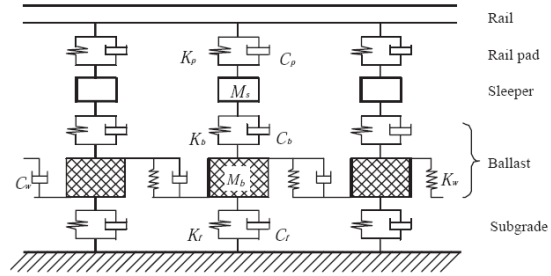 Rail
Kp Cp Rail pad
Ms Sleeper
Kb Cb
Cw Mb Kw Ballast
Kf Cf Subgrade